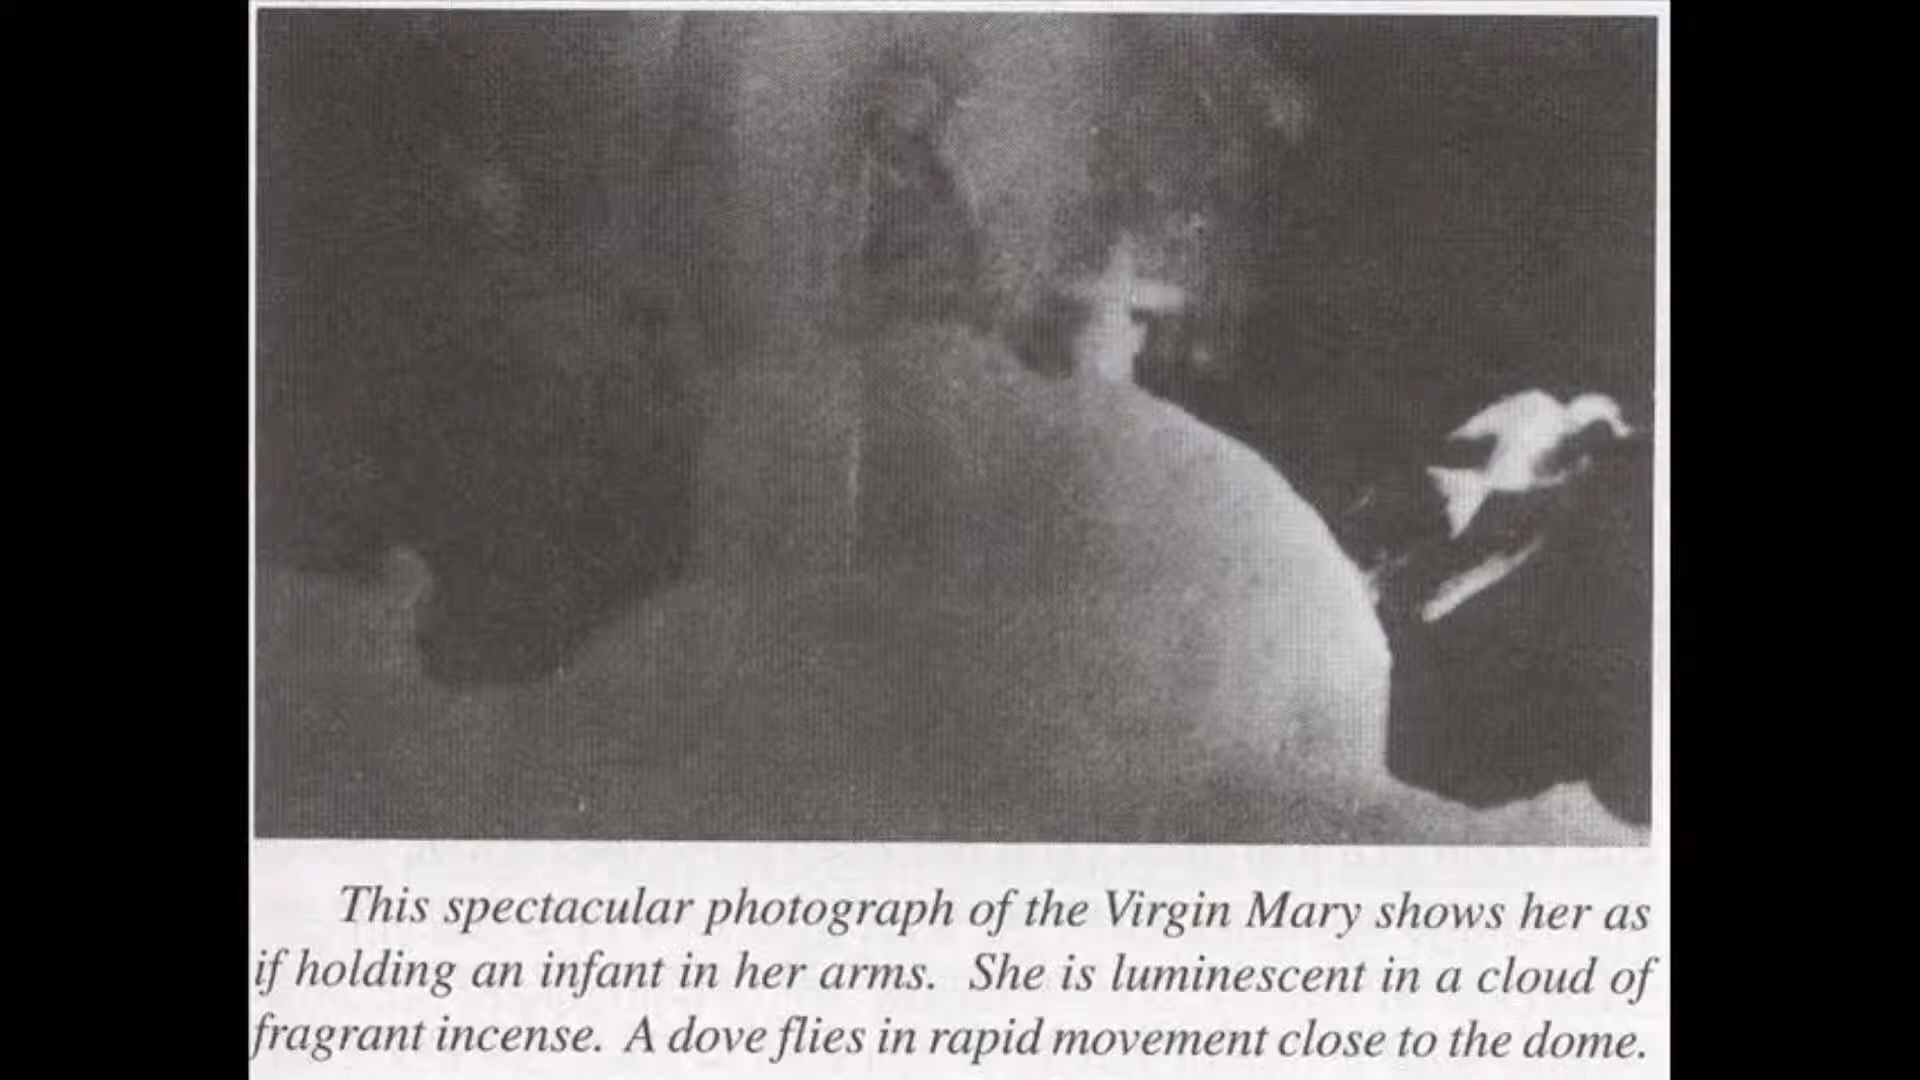 This spectacular photograph of the Virgin Mary shows her as
if holding an infant in her arms. She is luminescent in a cloud of
fragrant incense. A dove flies in rapid movement close to the dome.